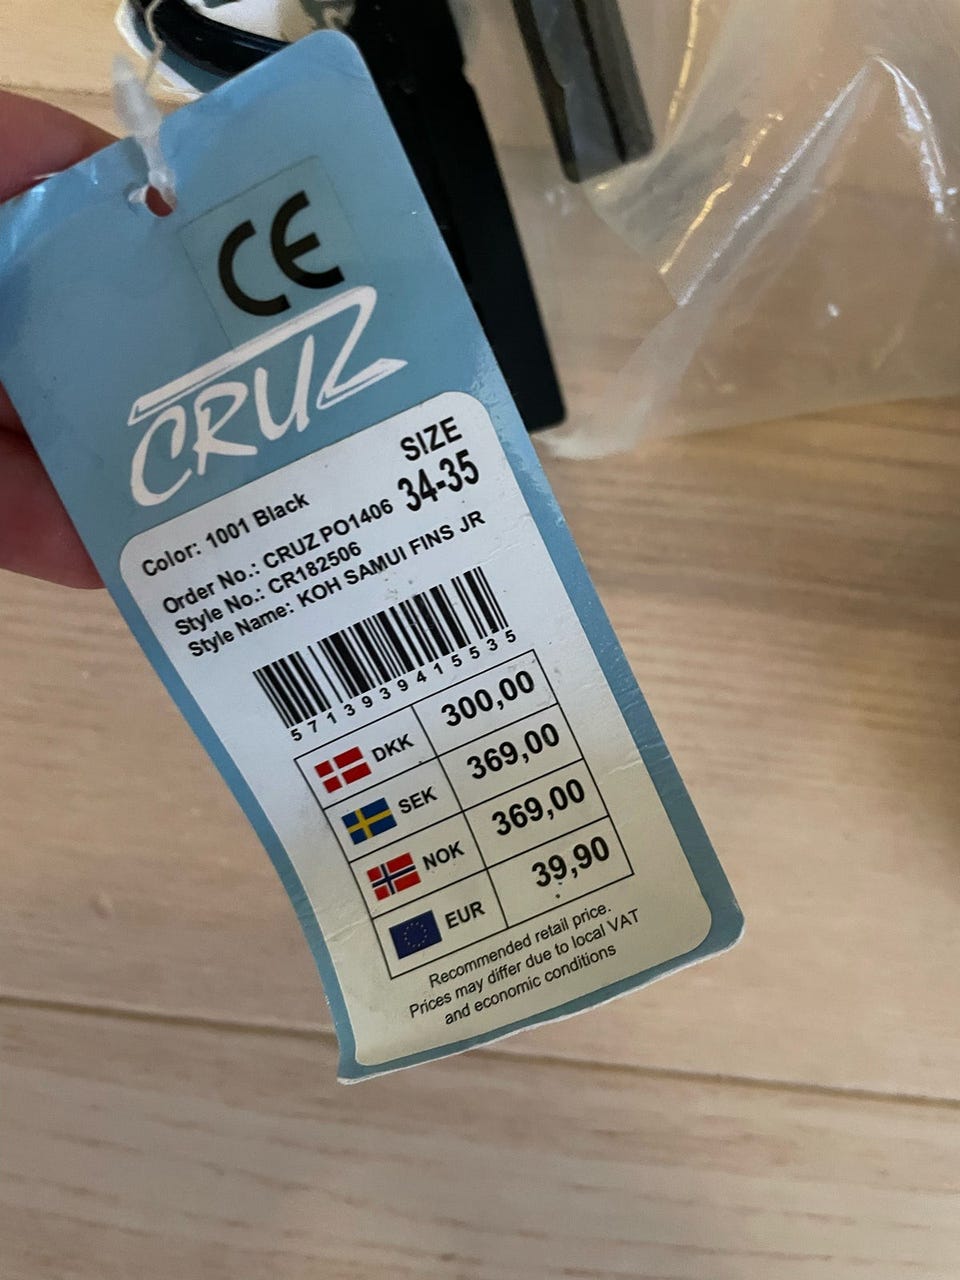 CE
CRUZ
SIZE
34-35
Color: 1001 Black
Order No.: CRUZ PO1406
Style No.: CR182506
Style Name: KOH SAMUI FINS JR
5713939415535
DKK 300,00
SEK 369,00
NOK 369,00
EUR 39,90
Recommended retail price.
Prices may differ due to local VAT
and economic conditions